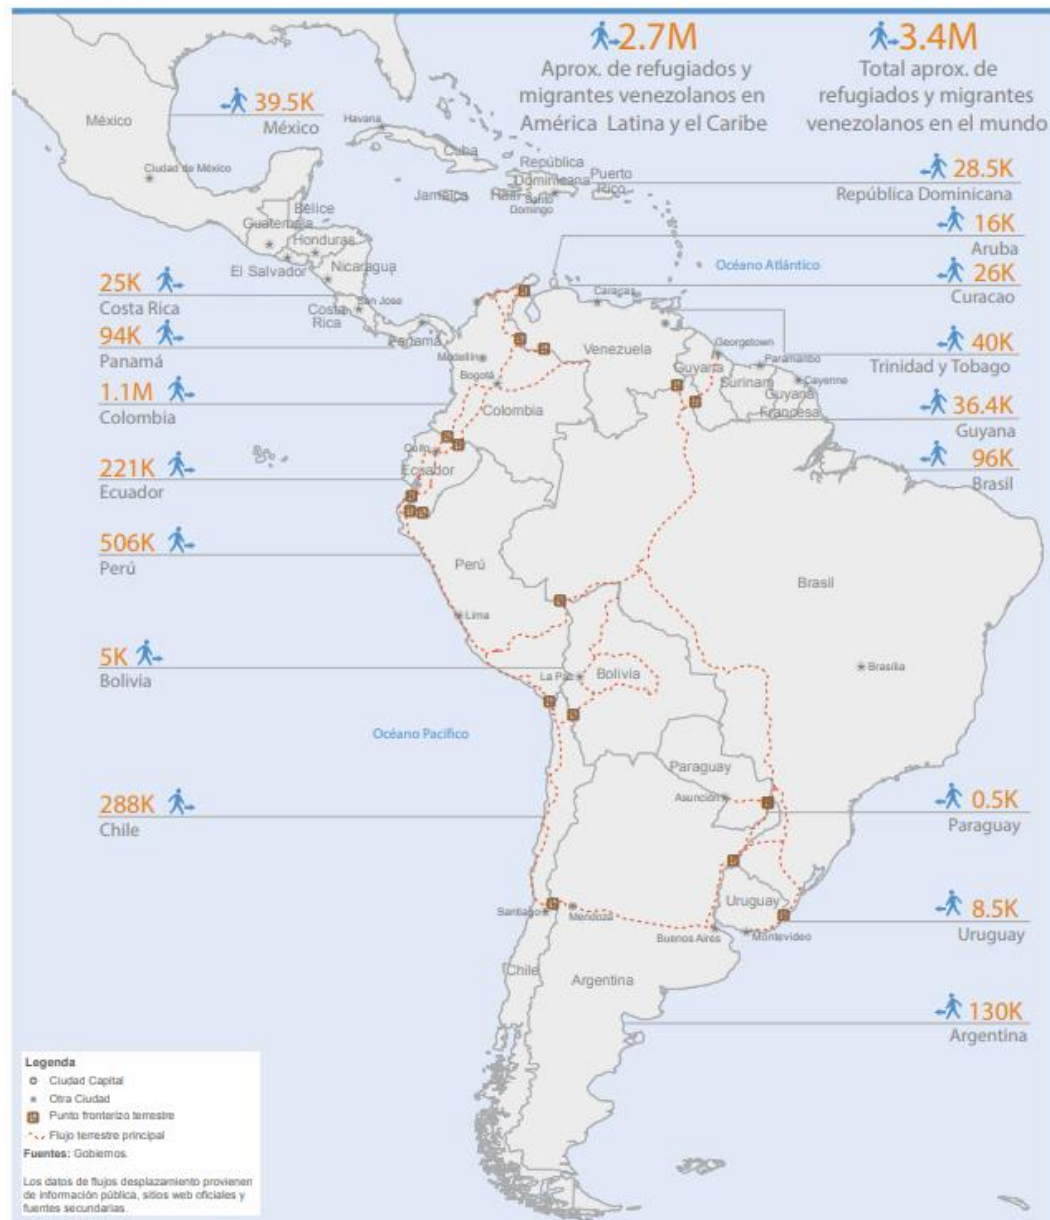 2.7M
Aprox. de refugiados y
migrantes venezolanos en
América Latina y el Caribe
3.4M
Total aprox. de
refugiados y migrantes
venezolanos en el mundo
39.5K
México
México
Ciudad de México
Havana
Cuba
República
Dominicana
Puerto
Rico
Jamaica
Haití
Santo
Domingo
28.5K
República Dominicana
Belice
Guatemala
Honduras
El Salvador
Nicaragua
16K
Aruba
Océano Atlántico
26K
Curacao
25K
Costa Rica
San Jose
Costa
Rica
Panamá
94K
Panamá
Caracas
Venezuela
Medellín
Bogotá
Colombia
Georgetown
Paramaribo
Cayenne
Guyana
Surinam
Guyana
Francesa
40K
Trinidad y Tobago
1.1M
Colombia
36.4K
Guyana
96K
Brasil
Quito
Ecuador
221K
Ecuador
506K
Perú
Perú
Lima
Brasil
Brasilia
5K
Bolivia
La Paz
Bolivia
Océano Pacífico
Paraguay
Asunción
288K
Chile
0.5K
Paraguay
Uruguay
8.5K
Uruguay
Santiago
Mendoza
Buenos Aires
Montevideo
Chile
Argentina
130K
Argentina
Legenda
Ciudad Capital
Otra Ciudad
Punto fronterizo terrestre
Flujo terrestre principal
Fuentes: Gobiernos.
Los datos de flujos desplazamiento provienen
de información pública, sitios web oficiales y
fuentes secundarias.